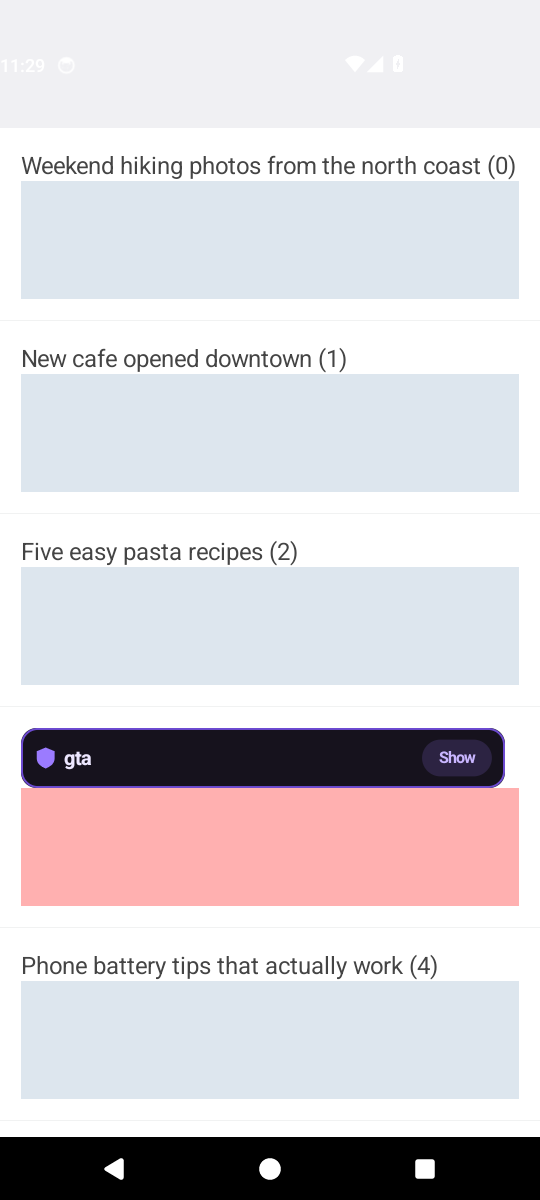 11:29
Weekend hiking photos from the north coast (0)
New cafe opened downtown (1)
Five easy pasta recipes (2)
gta
Show
Phone battery tips that actually work (4)